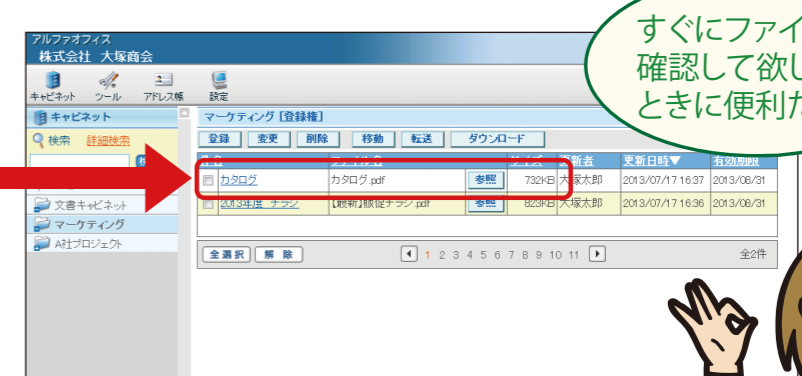 アルファオフィス
株式会社 大塚商会
キャビネット ツール アドレス帳 設定
キャビネット
検索 詳細検索
文書キャビネット
マーケティング
A社プロジェクト
マーケティング [登録権]
登録 変更 削除 移動 転送 ダウンロード
更新者 更新日時▼ 有効期限
カタログ カタログ.pdf 参照 732KB 大塚太郎 2013/07/17 16:37 2013/08/31
2013年度 チラシ 【最新】販促チラシ.pdf 参照 823KB 大塚太郎 2013/07/17 16:36 2013/08/31
全選択 解 除 1 2 3 4 5 6 7 8 9 10 11 全2件
すぐにファイ
確認して欲し
ときに便利だ